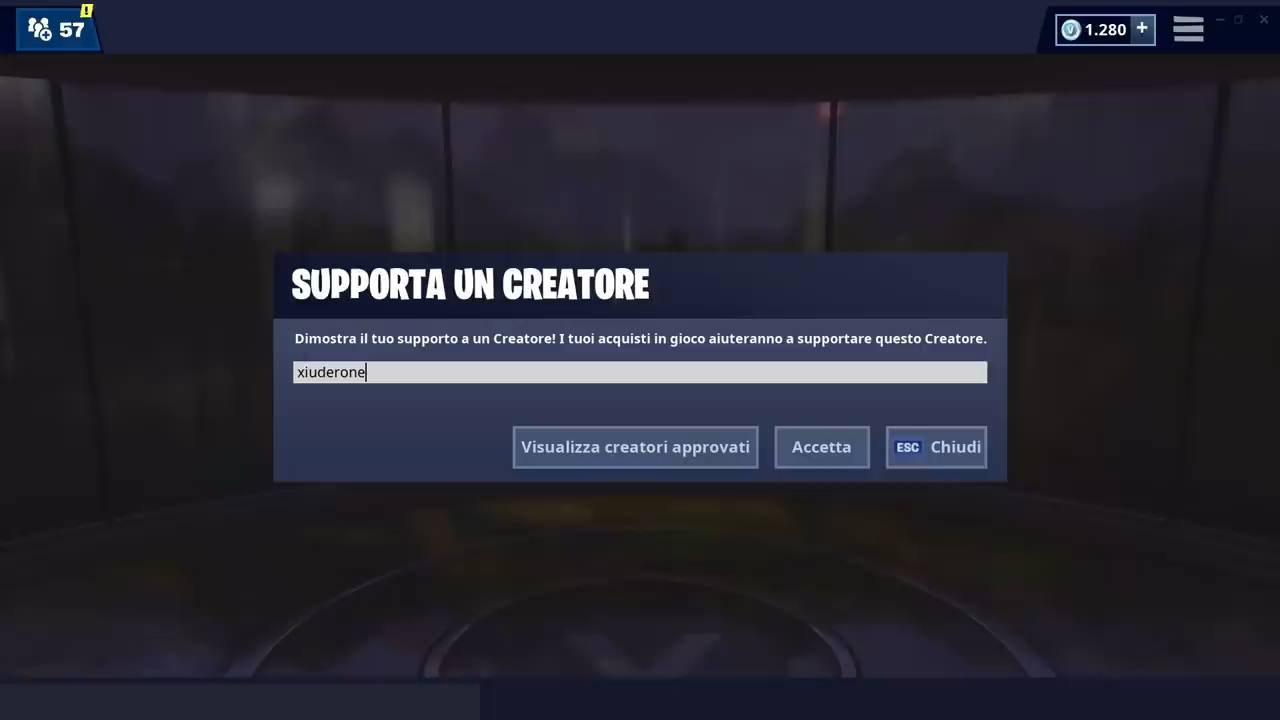 57
!
1.280 +
SUPPORTA UN CREATORE
Dimostra il tuo supporto a un Creatore! I tuoi acquisti in gioco aiuteranno a supportare questo Creatore.
xiuderone
Visualizza creatori approvati
Accetta
ESC Chiudi